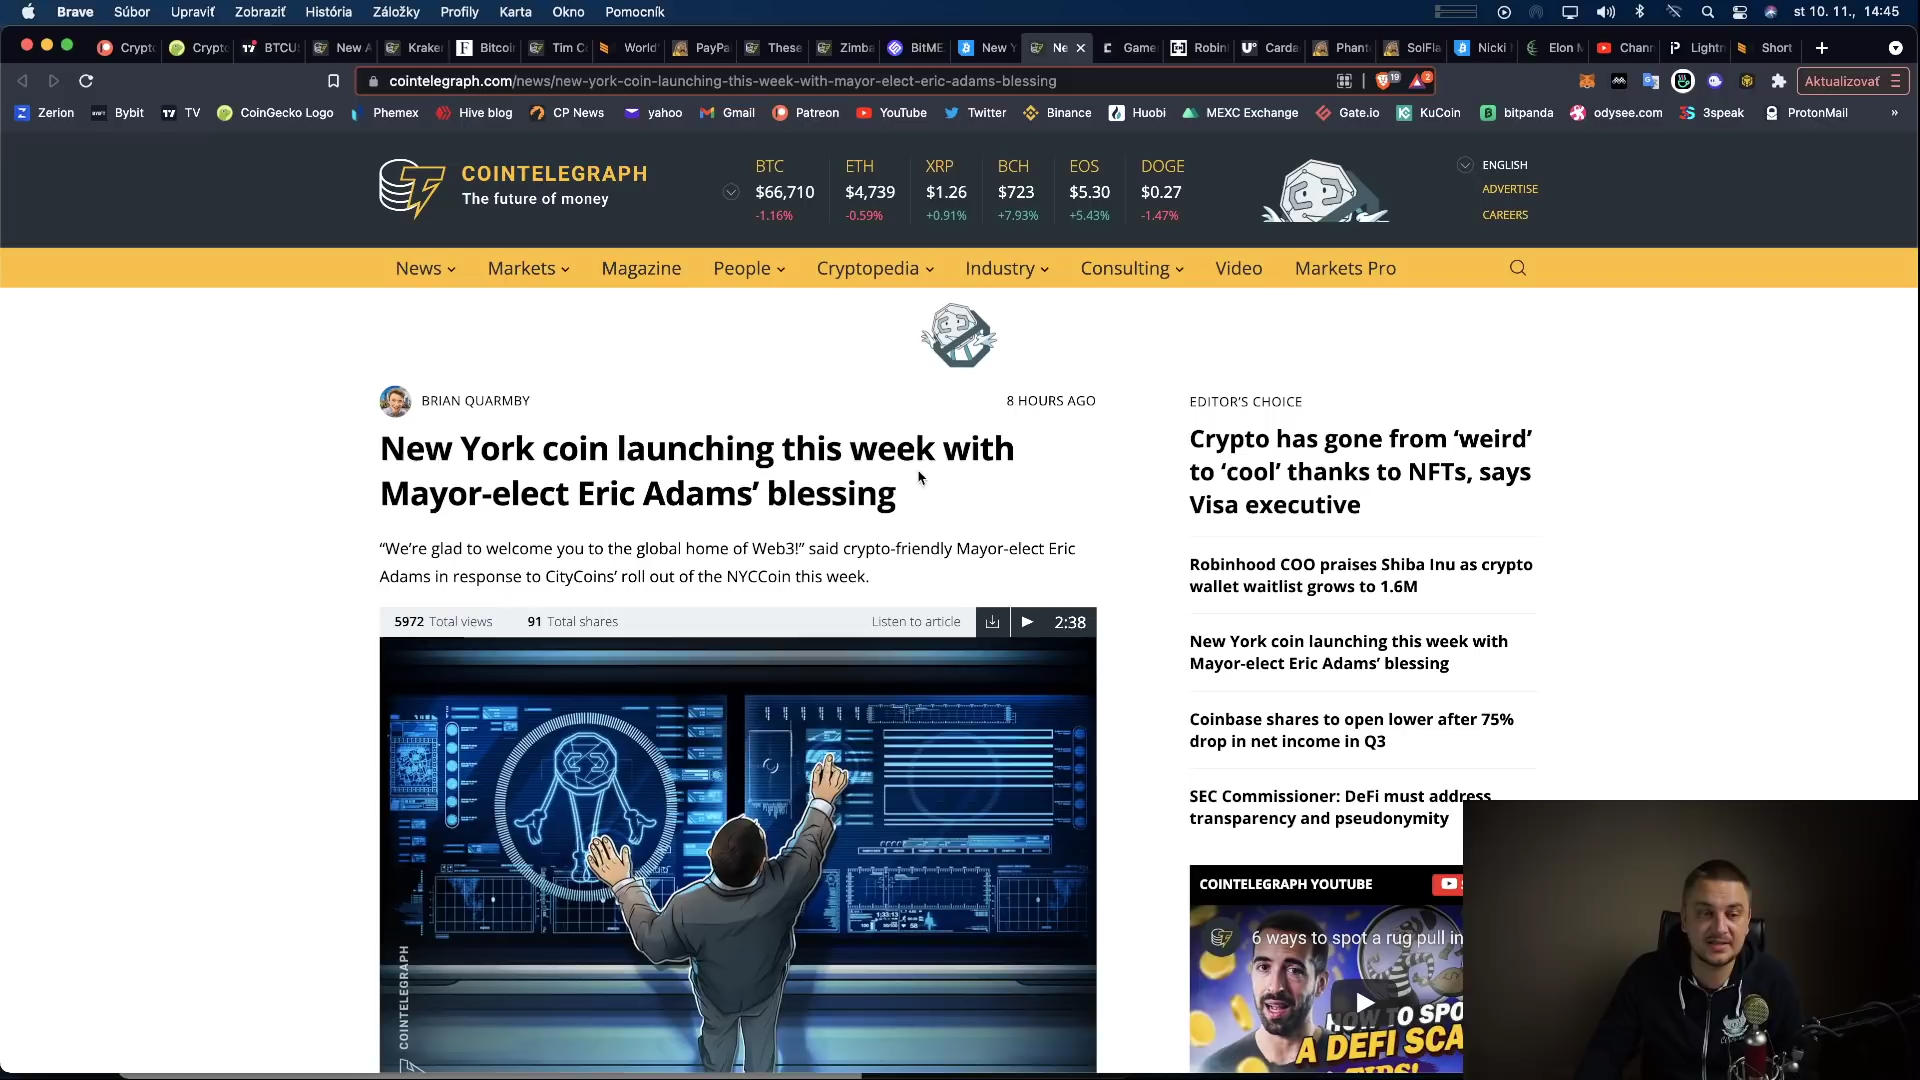 Brave Súbor Upraviť Zobraziť História Záložky Profily Karta Okno Pomocník st 10. 11., 14:45
Crypto Crypto BTCU New A Krake Bitcoi Tim C World PayPa These Zimba BitME New Y Ne Game Robin Carda Phant SolFla Nicki Elon M Chann Lightn Short
cointelegraph.com/news/new-york-coin-launching-this-week-with-mayor-elect-eric-adams-blessing 19 2 Aktualizovať
Zerion Bybit TV CoinGecko Logo Phemex Hive blog CP News yahoo Gmail Patreon YouTube Twitter Binance Huobi MEXC Exchange Gate.io KuCoin bitpanda odysee.com 3speak ProtonMail »
COINTELEGRAPH
The future of money
BTC ETH XRP BCH EOS DOGE
$66,710 $4,739 $1.26 $723 $5.30 $0.27
-1.16% -0.59% +0.91% +7.93% +5.43% -1.47%
ENGLISH
ADVERTISE
CAREERS
News Markets Magazine People Cryptopedia Industry Consulting Video Markets Pro
BRIAN QUARMBY 8 HOURS AGO
New York coin launching this week with
Mayor-elect Eric Adams’ blessing
“We’re glad to welcome you to the global home of Web3!” said crypto-friendly Mayor-elect Eric
Adams in response to CityCoins’ roll out of the NYCCoin this week.
5972 Total views 91 Total shares Listen to article 2:38
COINTELEGRAPH
EDITOR’S CHOICE
Crypto has gone from ‘weird’
to ‘cool’ thanks to NFTs, says
Visa executive
Robinhood COO praises Shiba Inu as crypto
wallet waitlist grows to 1.6M
New York coin launching this week with
Mayor-elect Eric Adams’ blessing
Coinbase shares to open lower after 75%
drop in net income in Q3
SEC Commissioner: DeFi must address
transparency and pseudonymity
COINTELEGRAPH YOUTUBE
6 ways to spot a rug pull in
HOW TO SPO
A DEFI SCA
TIPS!